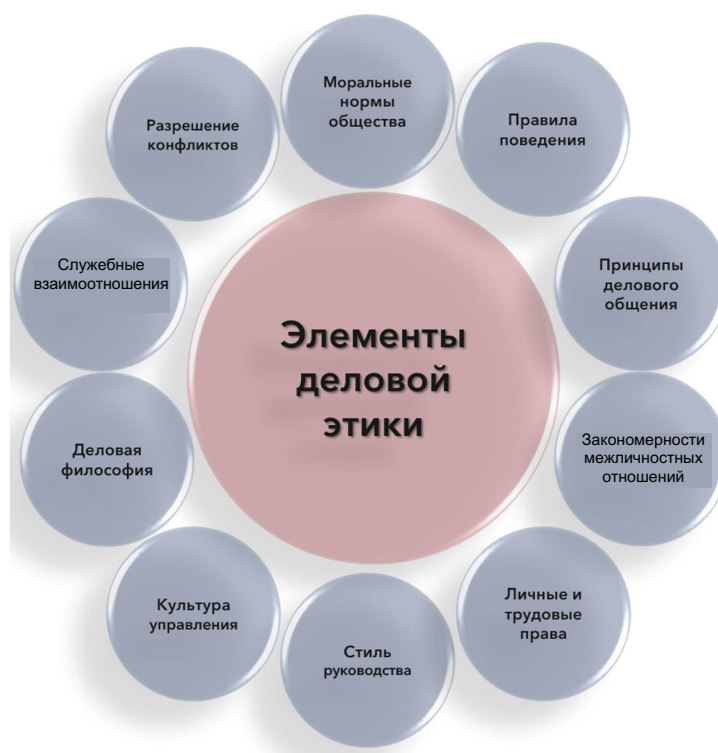 Элементы
деловой
этики
Моральные
нормы
общества
Правила
поведения
Принципы
делового
общения
Закономерности
межличностных
отношений
Личные и
трудовые
права
Стиль
руководства
Культура
управления
Деловая
философия
Служебные
взаимоотношения
Разрешение
конфликтов